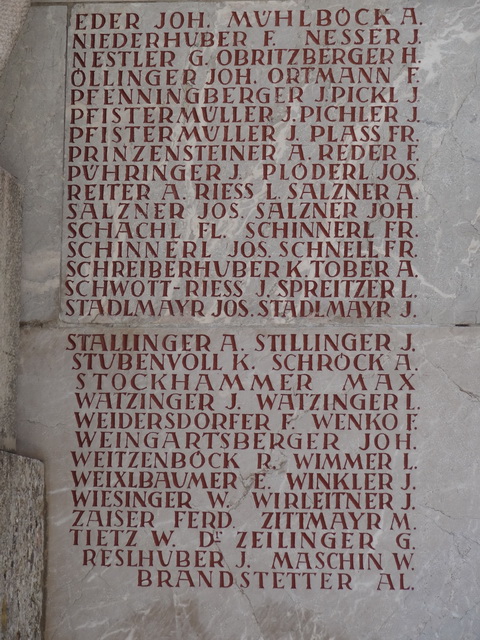 EDER JOH. MÜHLBÖCK A.
NIEDERHUBER F. NESSER J.
NESTLER G. OBRITZBERGER H.
ÖLLINGER JOH. ORTMANN F.
PFENNINGBERGER J. PICKL J.
PFISTERMÜLLER J. PICHLER J.
PFISTERMÜLLER J. PLASS FR.
PRINZENSTEINER A. REDER F.
PÜHRINGER J. PLÖDERL JOS.
REITER A. RIESS L. SALZNER A.
SALZNER JOS. SALZNER JOH.
SCHACHL FL. SCHINNERL FR.
SCHINNERL JOS. SCHNELL FR.
SCHREIBERHUBER K. TOBER A.
SCHWOTT-RIESS J. SPREITZER L.
STADLMAYR JOS. STADLMAYR J.
STALLINGER A. STILLINGER J.
STUBENVOLL K. SCHRÖCK A.
STOCKHAMMER MAX
WATZINGER J. WATZINGER L.
WEIDERSDORFER F. WENKO F.
WEINGARTSBERGER JOH.
WEITZENBÖCK R. WIMMER L.
WEIXLBAUMER E. WINKLER J.
WIESINGER W. WIRLEITNER J.
ZAISER FERD. ZITTMAYR M.
TIETZ W. Dr ZEILINGER G.
RESLHUBER J. MASCHIN W.
BRANDSTETTER AL.